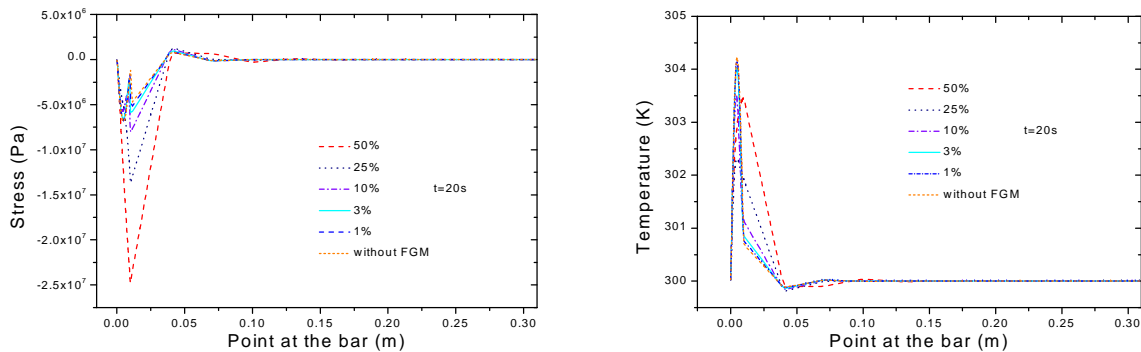 5.0x10^6
0.0
-5.0x10^6
-1.0x10^7
-1.5x10^7
-2.0x10^7
-2.5x10^7
Stress (Pa)
50%
25%
10%
3%
1%
without FGM
t=20s
0.00 0.05 0.10 0.15 0.20 0.25 0.30
Point at the bar (m)
305
304
303
302
301
300
Temperature (K)
50%
25%
10%
3%
1%
without FGM
t=20s
0.00 0.05 0.10 0.15 0.20 0.25 0.30
Point at the bar (m)